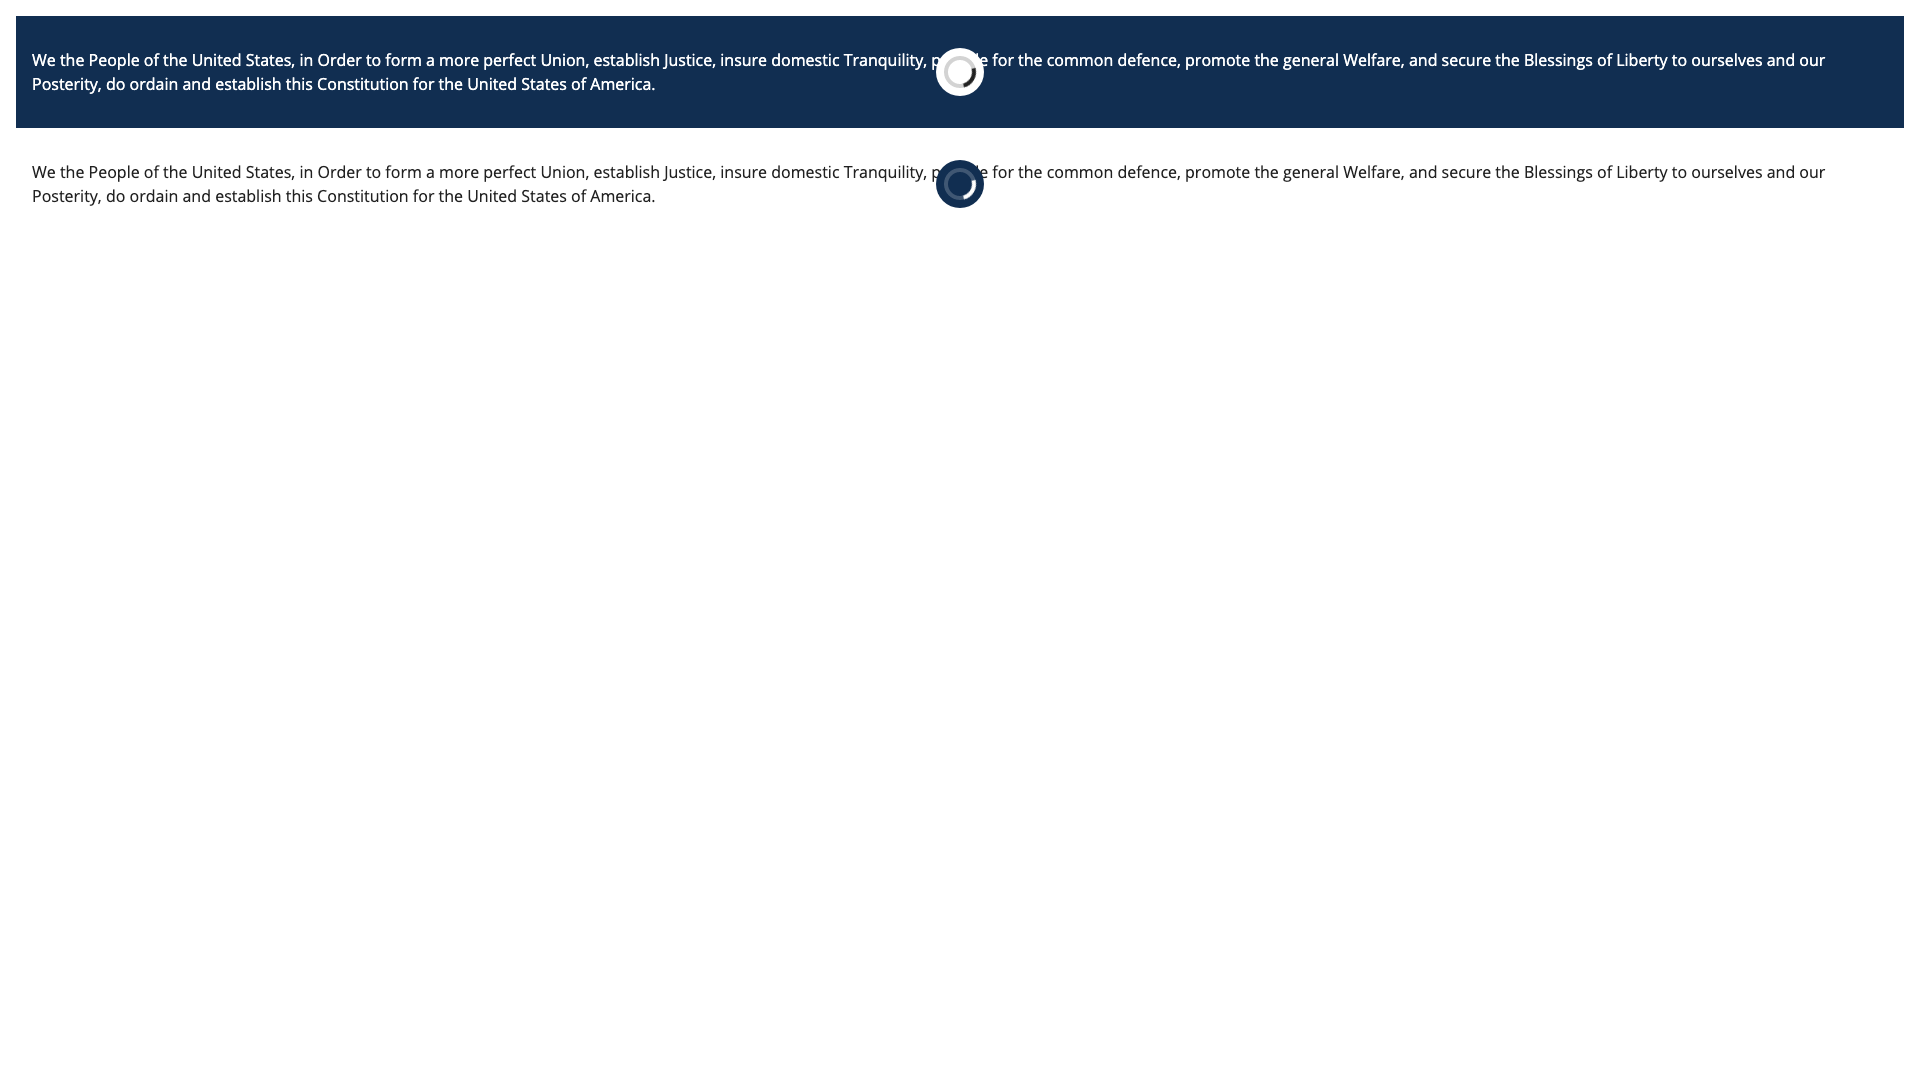 We the People of the United States, in Order to form a more perfect Union, establish Justice, insure domestic Tranquility, for the common defence, promote the general Welfare, and secure the Blessings of Liberty to ourselves and our
Posterity, do ordain and establish this Constitution for the United States of America.
We the People of the United States, in Order to form a more perfect Union, establish Justice, insure domestic Tranquility, for the common defence, promote the general Welfare, and secure the Blessings of Liberty to ourselves and our
Posterity, do ordain and establish this Constitution for the United States of America.